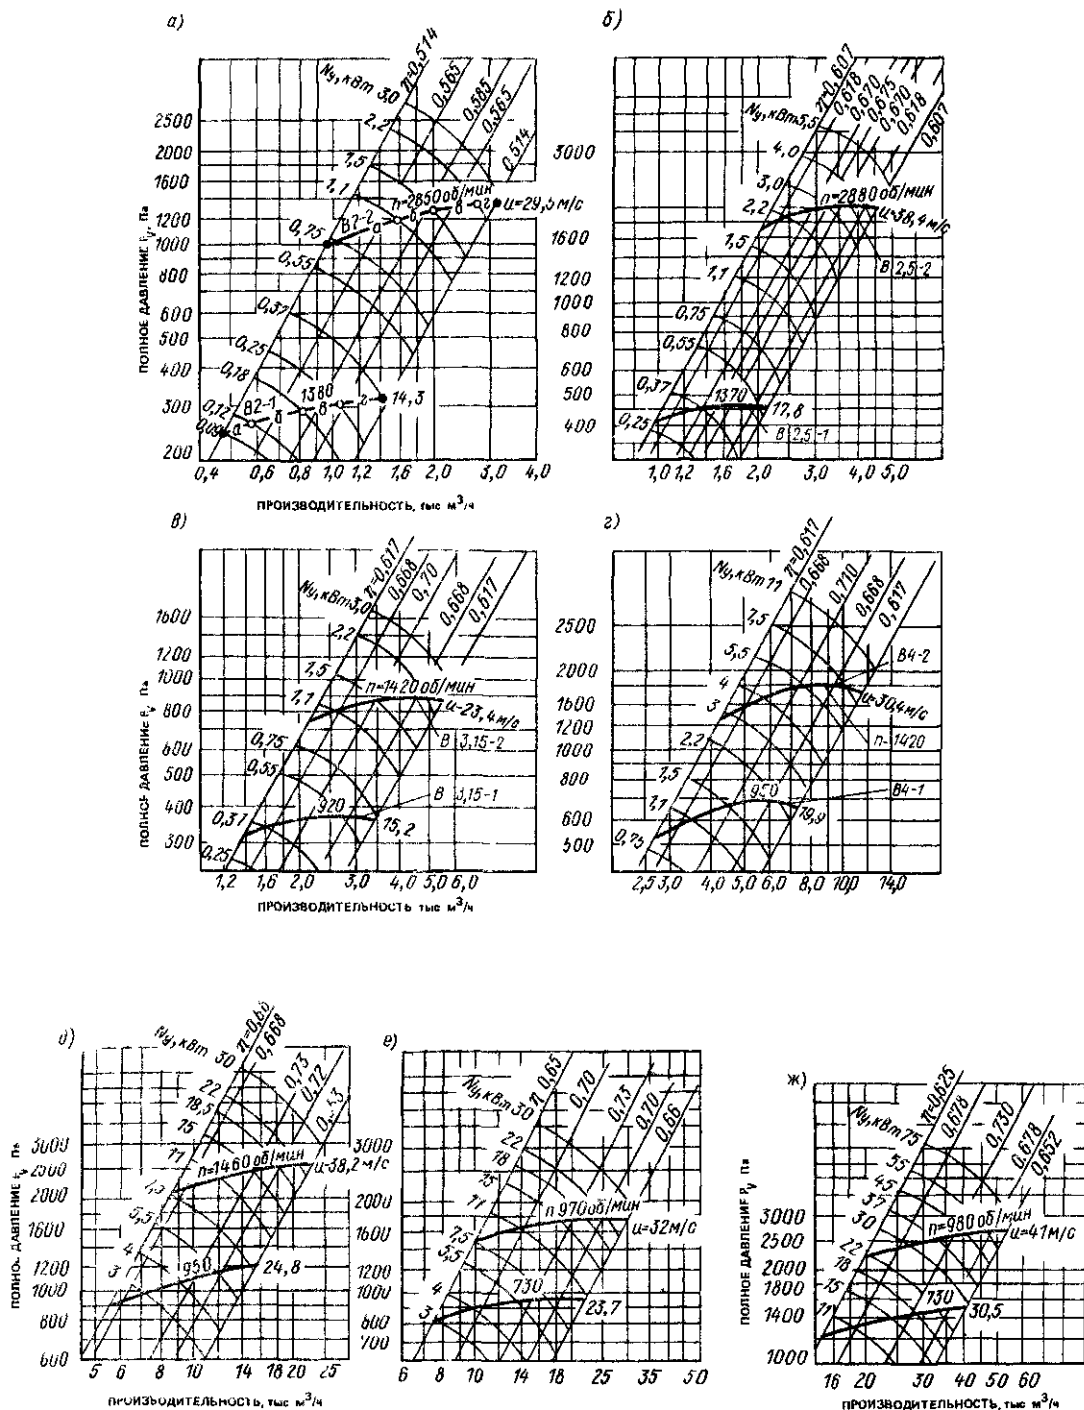 а)
Nу, кВт 3,0
η=0,514
0,565
0,585
0,565
0,514
2,2
1,5
1,1
n=2850 об/мин
u=29,5 м/с
В2-2
а б в г
0,75
0,55
0,37
0,25
0,18
0,12
0,09
В2-1
1380
а б в г
14,3
2500
2000
1600
1200
1000
800
600
500
400
300
200
0,4 0,6 0,8 1,0 1,2 1,6 2,0 3,0 4,0
ПОЛНОЕ ДАВЛЕНИЕ Pv, Па
ПРОИЗВОДИТЕЛЬНОСТЬ, тыс м³/ч
б)
Nу, кВт 5,5
η=0,607
0,618
0,670
0,675
0,670
0,618
0,607
4,0
3,0
n=2880 об/мин
2,2
u=38,4 м/с
1,5
В 2,5-2
1,1
0,75
0,55
0,37
1370
17,8
0,25
В 2,5-1
3000
1600
1200
1000
800
600
500
400
1,0 1,2 1,6 2,0 3,0 4,0 5,0
в)
Nу, кВт 3,0
η=0,617
0,668
0,70
0,668
0,617
2,2
1,5
n=1420 об/мин
1,1
u=23,4 м/с
0,75
В 3,15-2
0,55
В 3,15-1
920
0,37
15,2
0,25
1600
1200
1000
800
600
500
400
300
1,2 1,6 2,0 3,0 4,0 5,0 6,0
ПОЛНОЕ ДАВЛЕНИЕ Pv, Па
ПРОИЗВОДИТЕЛЬНОСТЬ тыс м³/ч
г)
Nу, кВт 11
η=0,617
0,668
0,710
0,668
0,617
7,5
5,5
В4-2
4
u=30,4 м/с
3
n=1420
2,2
1,5
950
В4-1
1,1
19,9
0,75
2500
2000
1600
1200
1000
800
600
500
2,5 3,0 4,0 5,0 6,0 8,0 10,0 14,0
д)
Nу, кВт 30
0,668
0,73
0,72
22
18,5
15
11
n=1460 об/мин
u=38,2 м/с
5,5
4
3
950
24,8
3000
2000
1600
1200
1000
800
600
5 6 8 10 14 18 20 25
ПОЛНОЕ ДАВЛЕНИЕ Pv Па
ПРОИЗВОДИТЕЛЬНОСТЬ, тыс м³/ч
е)
Nу, кВт 30
η 0,65
0,70
0,73
0,70
0,66
22
18
15
11
n 970 об/мин
7,5
u=32 м/с
5,5
4
730
3
23,7
3000
2000
1600
1200
1000
800
700
6 8 10 14 18 25 35 50
ж)
Nу, кВт 75
η=0,625
0,678
0,730
0,678
0,652
55
45
37
30
n=980 об/мин
22
u=41 м/с
18
15
730
11
30,5
3000
2500
2000
1800
1400
1000
16 20 30 40 50 60
ПОЛНОЕ ДАВЛЕНИЕ Pv Па
ПРОИЗВОДИТЕЛЬНОСТЬ, тыс м³/ч